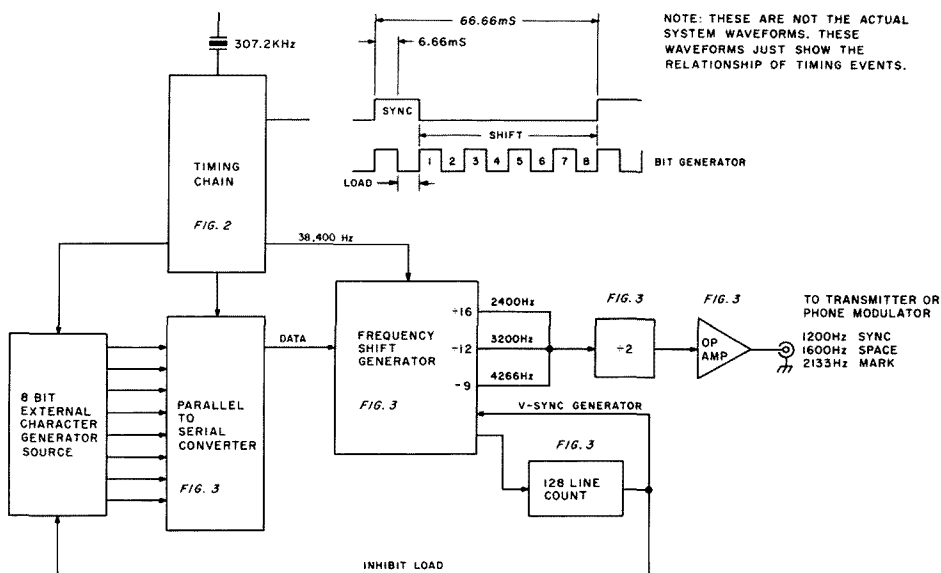 307.2KHz
66.66mS
6.66mS
NOTE: THESE ARE NOT THE ACTUAL
SYSTEM WAVEFORMS. THESE
WAVEFORMS JUST SHOW THE
RELATIONSHIP OF TIMING EVENTS.
SYNC
SHIFT
1 2 3 4 5 6 7 8
BIT GENERATOR
LOAD
TIMING
CHAIN
FIG. 2
38,400 Hz
8 BIT
EXTERNAL
CHARACTER
GENERATOR
SOURCE
PARALLEL
TO
SERIAL
CONVERTER
FIG. 3
DATA
FREQUENCY
SHIFT
GENERATOR
FIG. 3
÷16
÷12
÷9
2400Hz
3200Hz
4266Hz
FIG. 3
÷2
FIG. 3
OP
AMP
TO TRANSMITTER OR
PHONE MODULATOR
1200Hz SYNC
1600Hz SPACE
2133Hz MARK
V-SYNC GENERATOR
FIG. 3
128 LINE
COUNT
INHIBIT LOAD